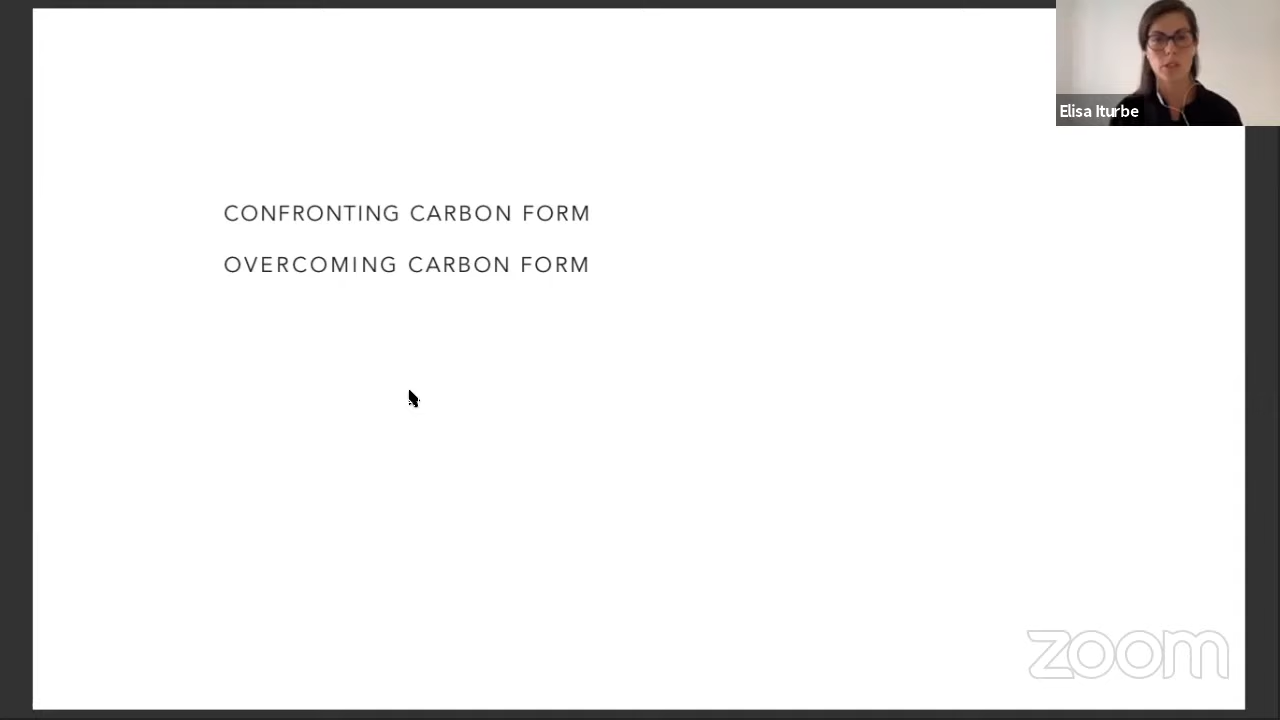 Elisa Iturbe
CONFRONTING CARBON FORM
OVERCOMING CARBON FORM
zoom